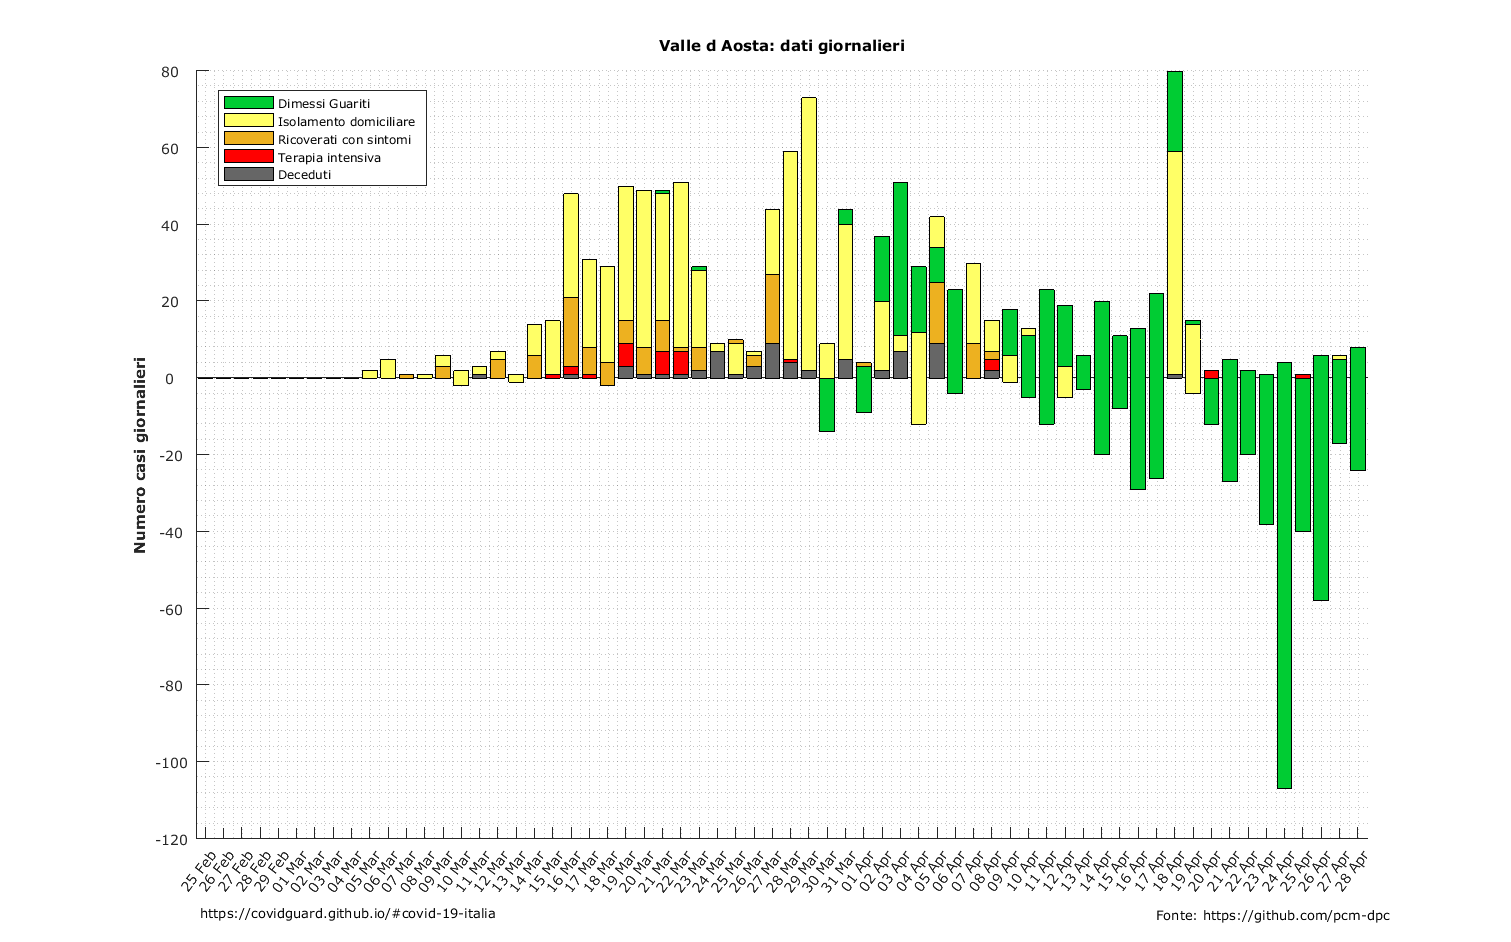 Valle d Aosta: dati giornalieri
80
60
40
20
0
-20
-40
-60
-80
-100
-120
Numero casi giornalieri
Dimessi Guariti
Isolamento domiciliare
Ricoverati con sintomi
Terapia intensiva
Deceduti
25 Feb
26 Feb
27 Feb
28 Feb
29 Feb
01 Mar
02 Mar
03 Mar
04 Mar
05 Mar
06 Mar
07 Mar
08 Mar
09 Mar
10 Mar
11 Mar
12 Mar
13 Mar
14 Mar
15 Mar
16 Mar
17 Mar
18 Mar
19 Mar
20 Mar
21 Mar
22 Mar
23 Mar
24 Mar
25 Mar
26 Mar
27 Mar
28 Mar
29 Mar
30 Mar
31 Mar
01 Apr
02 Apr
03 Apr
04 Apr
05 Apr
06 Apr
07 Apr
08 Apr
09 Apr
10 Apr
11 Apr
12 Apr
13 Apr
14 Apr
15 Apr
16 Apr
17 Apr
18 Apr
19 Apr
20 Apr
21 Apr
22 Apr
23 Apr
24 Apr
25 Apr
26 Apr
27 Apr
28 Apr
https://covidguard.github.io/#covid-19-italia
Fonte: https://github.com/pcm-dpc